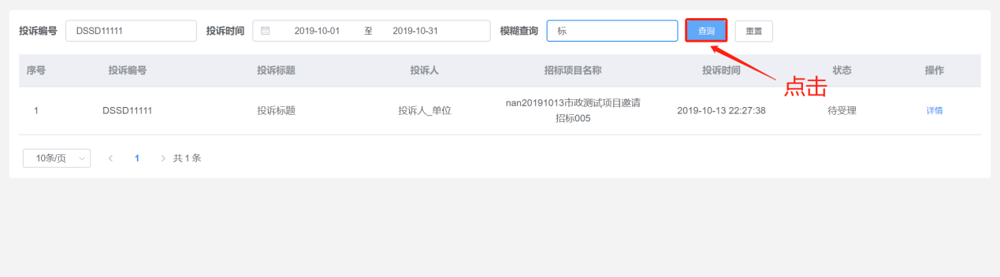 投诉编号 DSSD11111 投诉时间 2019-10-01 至 2019-10-31 模糊查询 标 查询 重置
点击
序号 投诉编号 投诉标题 投诉人 招标项目名称 投诉时间 状态 操作
1 DSSD11111 投诉标题 投诉人_单位 nan20191013市政测试项目邀请 2019-10-13 22:27:38 待受理 详情
招标005
10条/页 1 共 1 条